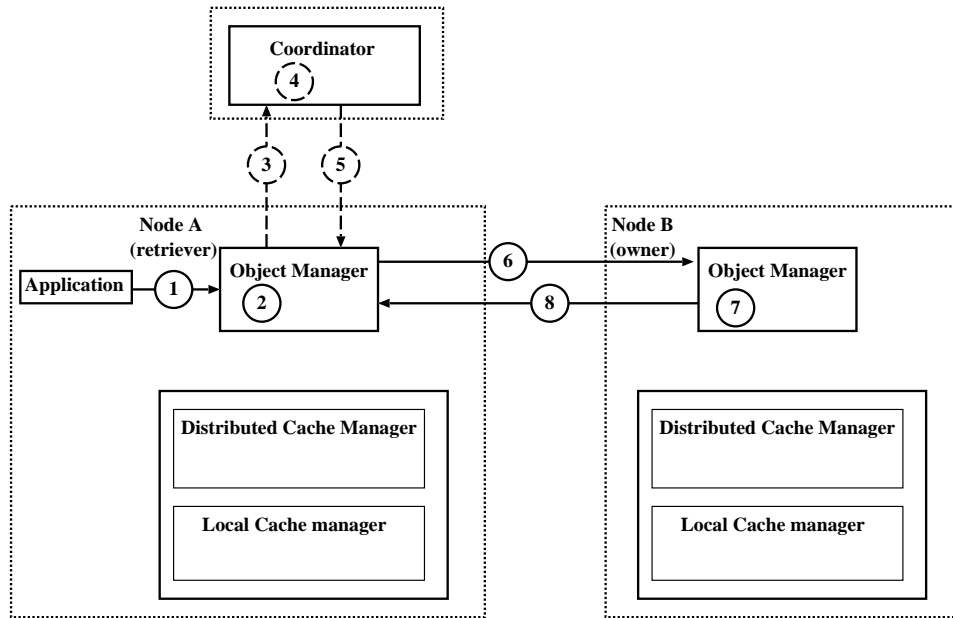 Coordinator
4
3
5
Node A
(retriever)
Node B
(owner)
6
Application
1
Object Manager
2
8
Object Manager
7
Distributed Cache Manager
Local Cache manager
Distributed Cache Manager
Local Cache manager